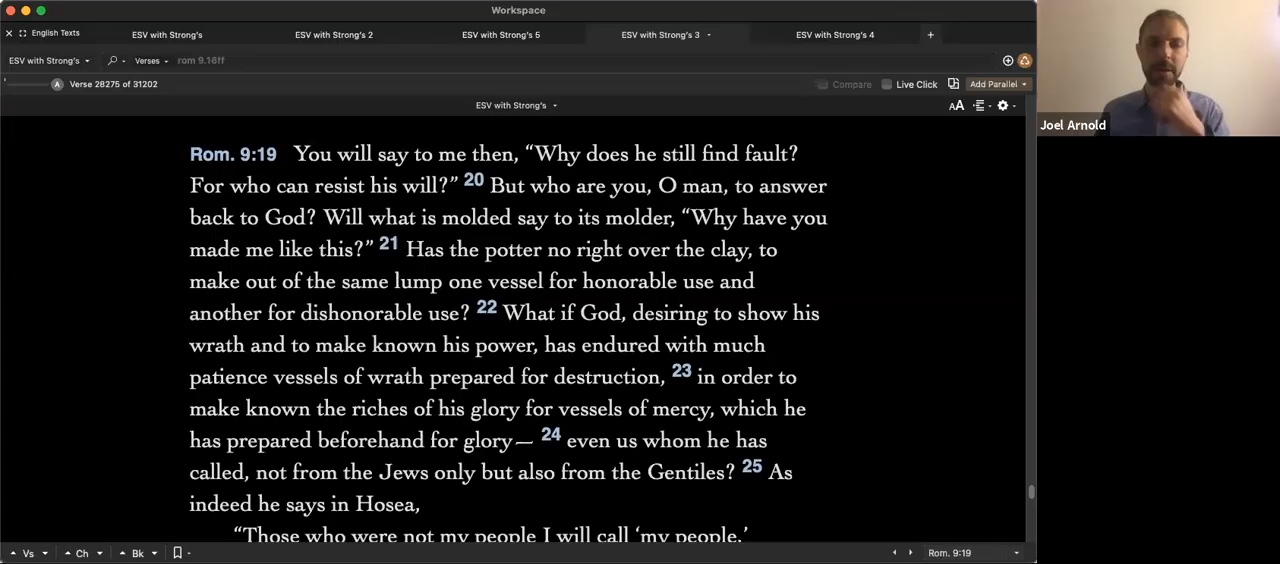 Workspace
English Texts
ESV with Strong's
ESV with Strong's 2
ESV with Strong's 5
ESV with Strong's 3
ESV with Strong's 4
ESV with Strong's
Verses
rom 9.16ff
A Verse 28275 of 31202
Compare
Live Click
Add Parallel
ESV with Strong's
AA
Rom. 9:19 You will say to me then, “Why does he still find fault?
For who can resist his will?” 20 But who are you, O man, to answer
back to God? Will what is molded say to its molder, “Why have you
made me like this?” 21 Has the potter no right over the clay, to
make out of the same lump one vessel for honorable use and
another for dishonorable use? 22 What if God, desiring to show his
wrath and to make known his power, has endured with much
patience vessels of wrath prepared for destruction, 23 in order to
make known the riches of his glory for vessels of mercy, which he
has prepared beforehand for glory— 24 even us whom he has
called, not from the Jews only but also from the Gentiles? 25 As
indeed he says in Hosea,
“Those who were not my people I will call ‘my people,’
Vs
Ch
Bk
Rom. 9:19
Joel Arnold